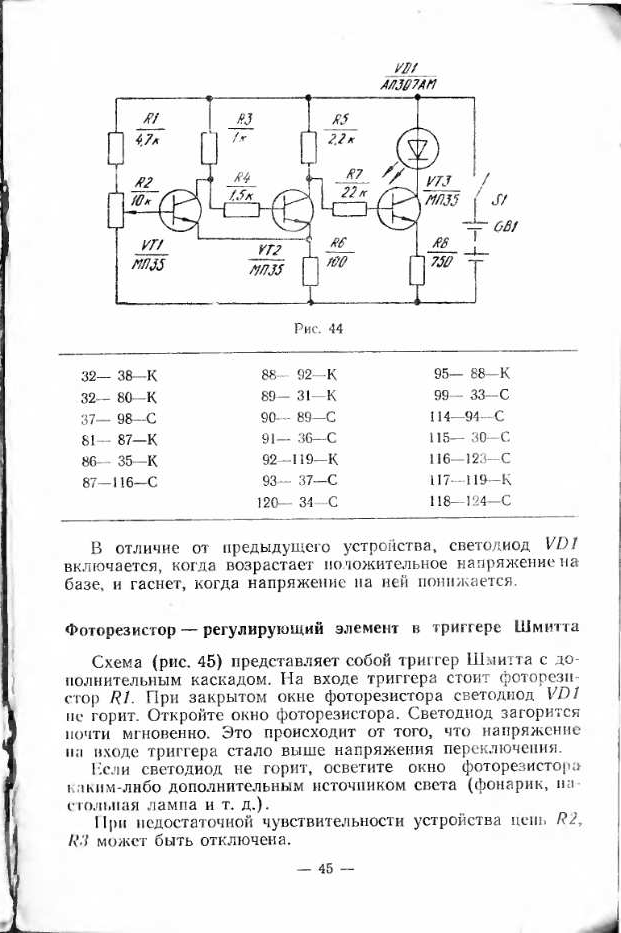 VD1
АЛ307АМ
R1
4,7к
R3
1к
R5
2,2к
R2
10к
R4
1,5к
R7
22к
VT3
МП35
S1
GB1
VT1
МП35
VT2
МП35
R6
100
R8
750
Рис. 44
32— 38—К
32— 80—К
37— 98—С
81— 87—К
86— 35—К
87—116—С
88— 92—К
89— 31—К
90— 89—С
91— 36—С
92—119—К
93— 37—С
120— 34—С
95— 88—К
99— 33—С
114—94—С
115— 30—С
116—123—С
117—119—К
118—124—С
В отличие от предыдущего устройства, светодиод VD1
включается, когда возрастает положительное напряжение на
базе, и гаснет, когда напряжение на ней понижается.
Фоторезистор — регулирующий элемент в триггере Шмитта
Схема (рис. 45) представляет собой триггер Шмитта с до-
полнительным каскадом. На входе триггера стоит фоторези-
стор R1. При закрытом окне фоторезистора светодиод VD1
не горит. Откройте окно фоторезистора. Светодиод загорится
почти мгновенно. Это происходит от того, что напряжение
на входе триггера стало выше напряжения переключения.
Если светодиод не горит, осветите окно фоторезистора
каким-либо дополнительным источником света (фонарик, на-
стольная лампа и т. д.).
При недостаточной чувствительности устройства цепь R2,
R3 может быть отключена.
— 45 —